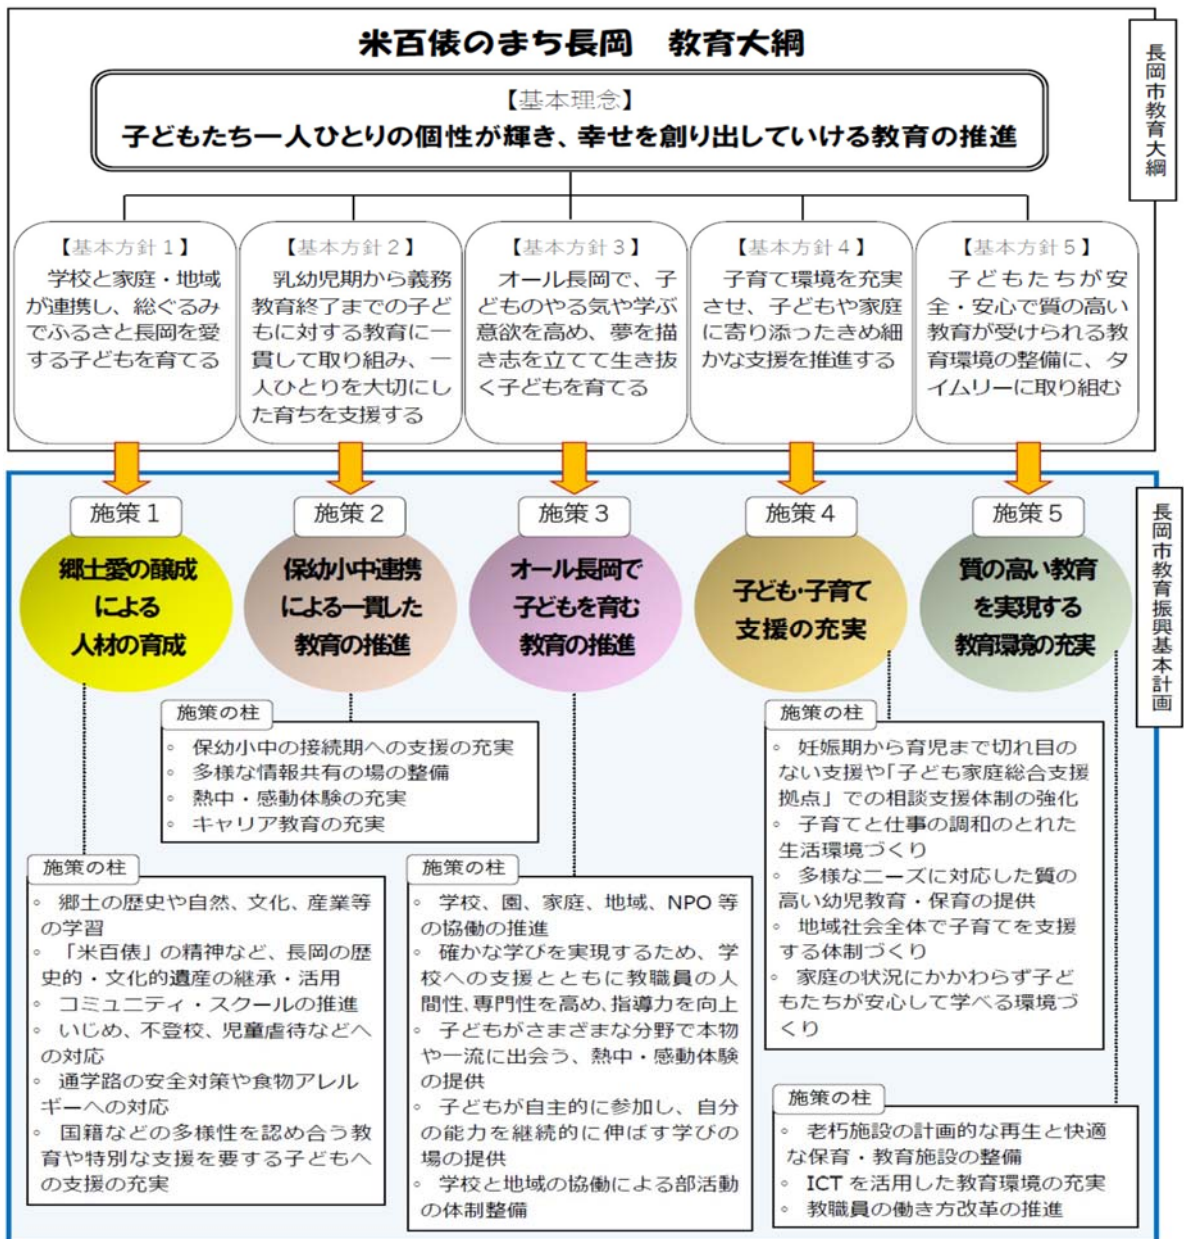 米百俵のまち長岡　教育大綱
長岡市教育大綱
【基本理念】
子どもたち一人ひとりの個性が輝き、幸せを創り出していける教育の推進
【基本方針１】
学校と家庭・地域
が連携し、総ぐるみ
でふるさと長岡を愛
する子どもを育てる
【基本方針２】
乳幼児期から義務
教育終了までの子ど
もに対する教育に一
貫して取り組み、一
人ひとりを大切にし
た育ちを支援する
【基本方針３】
オール長岡で、子
どものやる気や学ぶ
意欲を高め、夢を描
き志を立てて生き抜
く子どもを育てる
【基本方針４】
子育て環境を充実
させ、子どもや家庭
に寄り添ったきめ細
かな支援を推進する
【基本方針５】
子どもたちが安
全・安心で質の高い
教育が受けられる教
育環境の整備に、タ
イムリーに取り組む
長岡市教育振興基本計画
施策１
郷土愛の醸成
による
人材の育成
施策２
保幼小中連携
による一貫した
教育の推進
施策３
オール長岡で
子どもを育む
教育の推進
施策４
子ども・子育て
支援の充実
施策５
質の高い教育
を実現する
教育環境の充実
施策の柱
◦ 保幼小中の接続期への支援の充実
◦ 多様な情報共有の場の整備
◦ 熱中・感動体験の充実
◦ キャリア教育の充実
施策の柱
◦ 郷土の歴史や自然、文化、産業等
の学習
◦ 「米百俵」の精神など、長岡の歴
史的・文化的遺産の継承・活用
◦ コミュニティ・スクールの推進
◦ いじめ、不登校、児童虐待などへ
の対応
◦ 通学路の安全対策や食物アレル
ギーへの対応
◦ 国籍などの多様性を認め合う教
育や特別な支援を要する子どもへ
の支援の充実
施策の柱
◦ 学校、園、家庭、地域、NPO 等
の協働の推進
◦ 確かな学びを実現するため、学
校への支援とともに教職員の人
間性、専門性を高め、指導力を向上
◦ 子どもがさまざまな分野で本物
や一流に出会う、熱中・感動体験
の提供
◦ 子どもが自主的に参加し、自分
の能力を継続的に伸ばす学びの
場の提供
◦ 学校と地域の協働による部活動
の体制整備
施策の柱
◦ 妊娠期から育児まで切れ目の
ない支援や「子ども家庭総合支援
拠点」での相談支援体制の強化
◦ 子育てと仕事の調和のとれた
生活環境づくり
◦ 多様なニーズに対応した質の
高い幼児教育・保育の提供
◦ 地域社会全体で子育てを支援
する体制づくり
◦ 家庭の状況にかかわらず子ど
もたちが安心して学べる環境づ
くり
施策の柱
◦ 老朽施設の計画的な再生と快適
な保育・教育施設の整備
◦ ICT を活用した教育環境の充実
◦ 教職員の働き方改革の推進